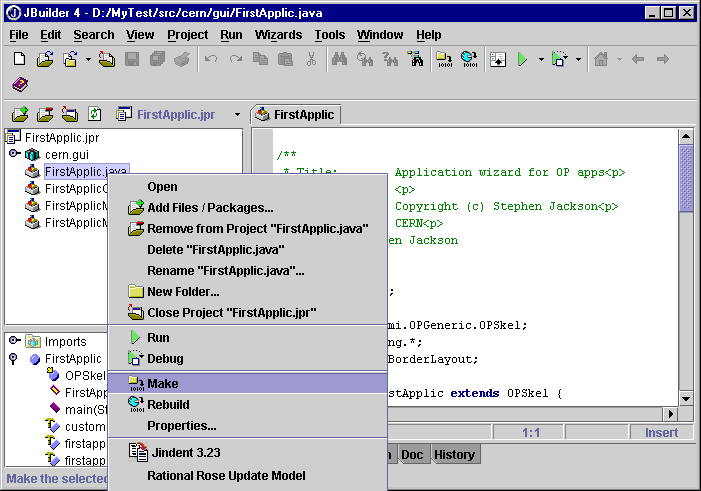 JBuilder 4 - D:/MyTest/src/cern/gui/FirstApplic.java
File Edit Search View Project Run Wizards Tools Window Help
FirstApplic.jpr
FirstApplic
FirstApplic.jpr
cern.gui
FirstApplic.java
FirstApplicC
FirstApplicM
FirstApplicM
/**
* Title: Application wizard for OP apps<p>
<p>
Copyright (c) Stephen Jackson<p>
CERN<p>
en Jackson
;
mi.OPGeneric.OPSkel;
ng.*;
BorderLayout;
stApplic extends OPSkel {
Open
Add Files / Packages...
Remove from Project "FirstApplic.java"
Delete "FirstApplic.java"
Rename "FirstApplic.java"...
New Folder...
Close Project "FirstApplic.jpr"
Run
Debug
Make
Rebuild
Properties...
Jindent 3.23
Rational Rose Update Model
Imports
FirstApplic
OPSkel
FirstApp
main(St
custom
firstapp
firstapp
1:1
Insert
n Doc History
Make the selected